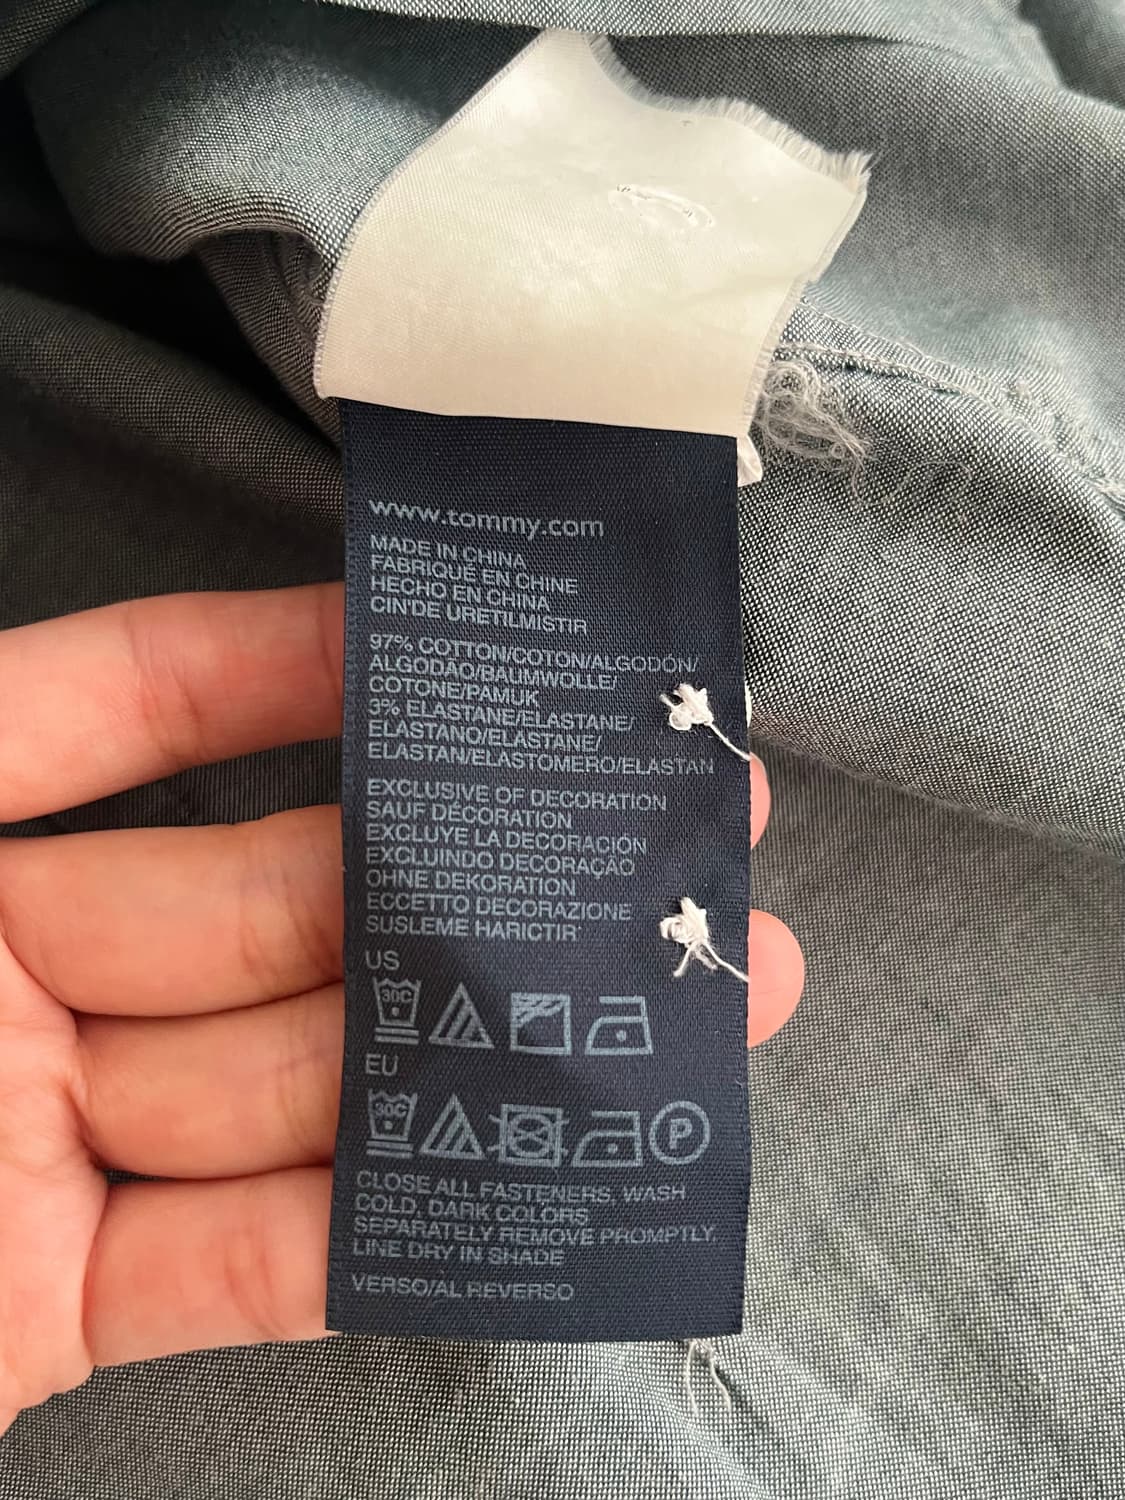 www.tommy.com
MADE IN CHINA
FABRIQUÉ EN CHINE
HECHO EN CHINA
CIN'DE URETILMISTIR
97% COTTON/COTON/ALGODÓN/
ALGODÃO/BAUMWOLLE/
COTONE/PAMUK
3% ELASTANE/ELASTANE/
ELASTANO/ELASTANE/
ELASTAN/ELASTOMERO/ELASTAN
EXCLUSIVE OF DECORATION
SAUF DÉCORATION
EXCLUYE LA DECORACIÓN
EXCLUINDO DECORAÇÃO
OHNE DEKORATION
ECCETTO DECORAZIONE
SUSLEME HARICTIR
US
30C
EU
30C P
CLOSE ALL FASTENERS, WASH
COLD, DARK COLORS
SEPARATELY REMOVE PROMPTLY,
LINE DRY IN SHADE
VERSO/AL REVERSO